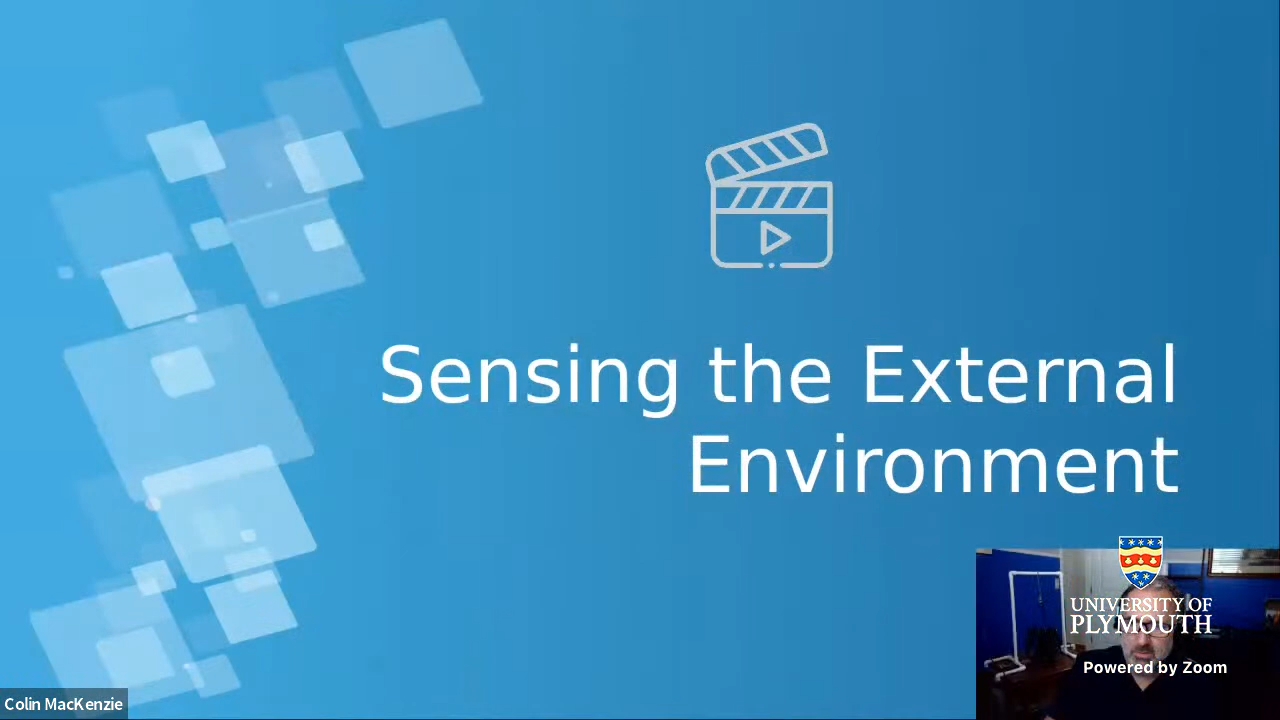 Sensing the External
Environment
UNIVERSITY OF
PLYMOUTH
Powered by Zoom
Colin MacKenzie